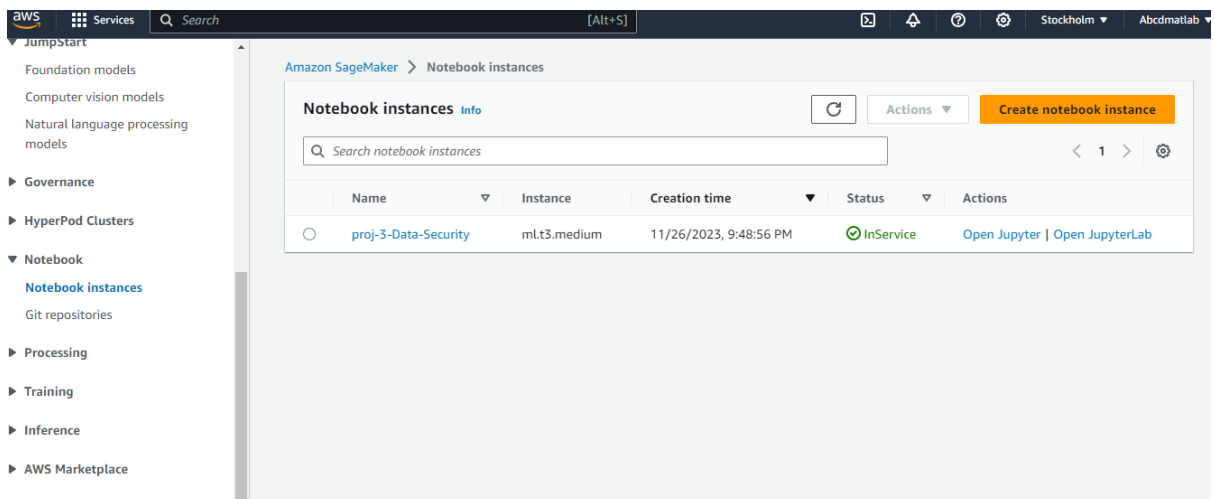 aws Services Search [Alt+S] Stockholm Abcdmatlab
JumpStart
Foundation models
Computer vision models
Natural language processing
models
Governance
HyperPod Clusters
Notebook
Notebook instances
Git repositories
Processing
Training
Inference
AWS Marketplace
Amazon SageMaker > Notebook instances
Notebook instances Info Actions Create notebook instance
Search notebook instances 1
Name Instance Creation time Status Actions
proj-3-Data-Security ml.t3.medium 11/26/2023, 9:48:56 PM InService Open Jupyter | Open JupyterLab